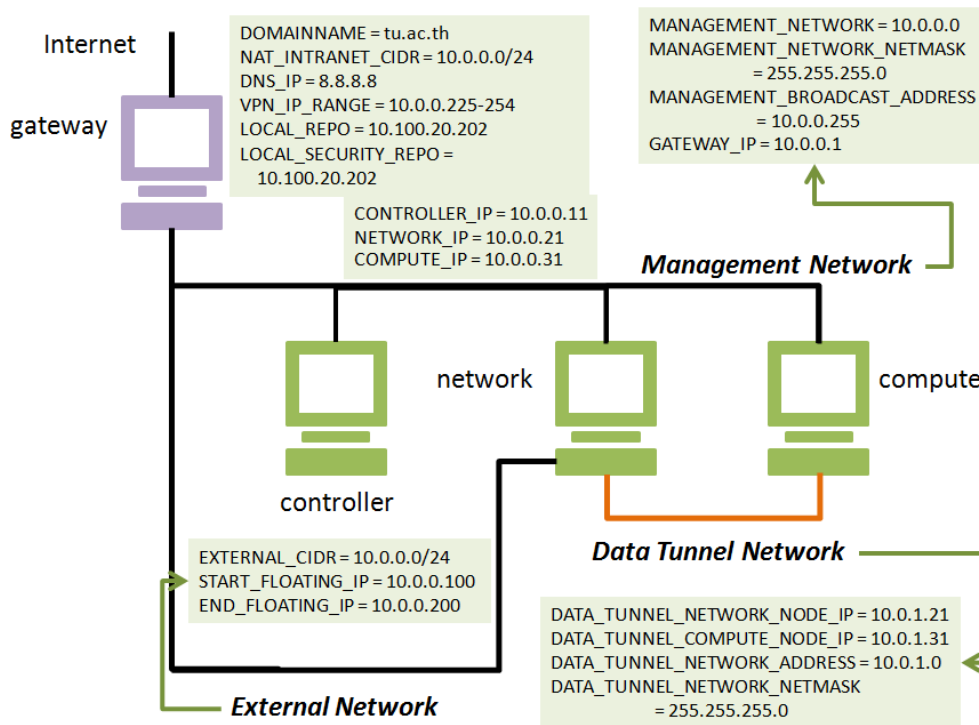 Internet
gateway
DOMAINNAME = tu.ac.th
NAT_INTRANET_CIDR = 10.0.0.0/24
DNS_IP = 8.8.8.8
VPN_IP_RANGE = 10.0.0.225-254
LOCAL_REPO = 10.100.20.202
LOCAL_SECURITY_REPO =
10.100.20.202
MANAGEMENT_NETWORK = 10.0.0.0
MANAGEMENT_NETWORK_NETMASK
= 255.255.255.0
MANAGEMENT_BROADCAST_ADDRESS
= 10.0.0.255
GATEWAY_IP = 10.0.0.1
CONTROLLER_IP = 10.0.0.11
NETWORK_IP = 10.0.0.21
COMPUTE_IP = 10.0.0.31
Management Network
network
compute
controller
Data Tunnel Network
EXTERNAL_CIDR = 10.0.0.0/24
START_FLOATING_IP = 10.0.0.100
END_FLOATING_IP = 10.0.0.200
DATA_TUNNEL_NETWORK_NODE_IP = 10.0.1.21
DATA_TUNNEL_COMPUTE_NODE_IP = 10.0.1.31
DATA_TUNNEL_NETWORK_ADDRESS = 10.0.1.0
DATA_TUNNEL_NETWORK_NETMASK
= 255.255.255.0
External Network